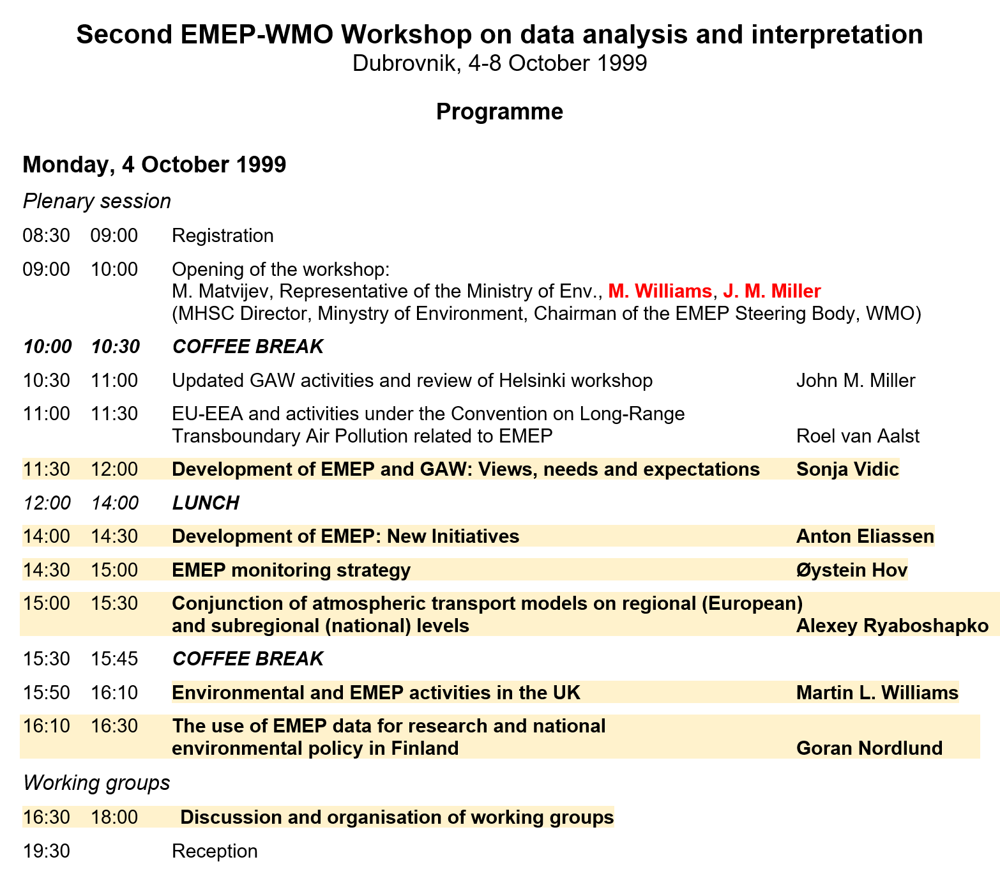 Second EMEP-WMO Workshop on data analysis and interpretation
Dubrovnik, 4-8 October 1999
Programme
Monday, 4 October 1999
Plenary session
08:30 09:00 Registration
09:00 10:00 Opening of the workshop:
M. Matvijev, Representative of the Ministry of Env., M. Williams, J. M. Miller
(MHSC Director, Minystry of Environment, Chairman of the EMEP Steering Body, WMO)
10:00 10:30 COFFEE BREAK
10:30 11:00 Updated GAW activities and review of Helsinki workshop John M. Miller
11:00 11:30 EU-EEA and activities under the Convention on Long-Range
Transboundary Air Pollution related to EMEP Roel van Aalst
11:30 12:00 Development of EMEP and GAW: Views, needs and expectations Sonja Vidic
12:00 14:00 LUNCH
14:00 14:30 Development of EMEP: New Initiatives Anton Eliassen
14:30 15:00 EMEP monitoring strategy Øystein Hov
15:00 15:30 Conjunction of atmospheric transport models on regional (European)
and subregional (national) levels Alexey Ryaboshapko
15:30 15:45 COFFEE BREAK
15:50 16:10 Environmental and EMEP activities in the UK Martin L. Williams
16:10 16:30 The use of EMEP data for research and national
environmental policy in Finland Goran Nordlund
Working groups
16:30 18:00 Discussion and organisation of working groups
19:30 Reception